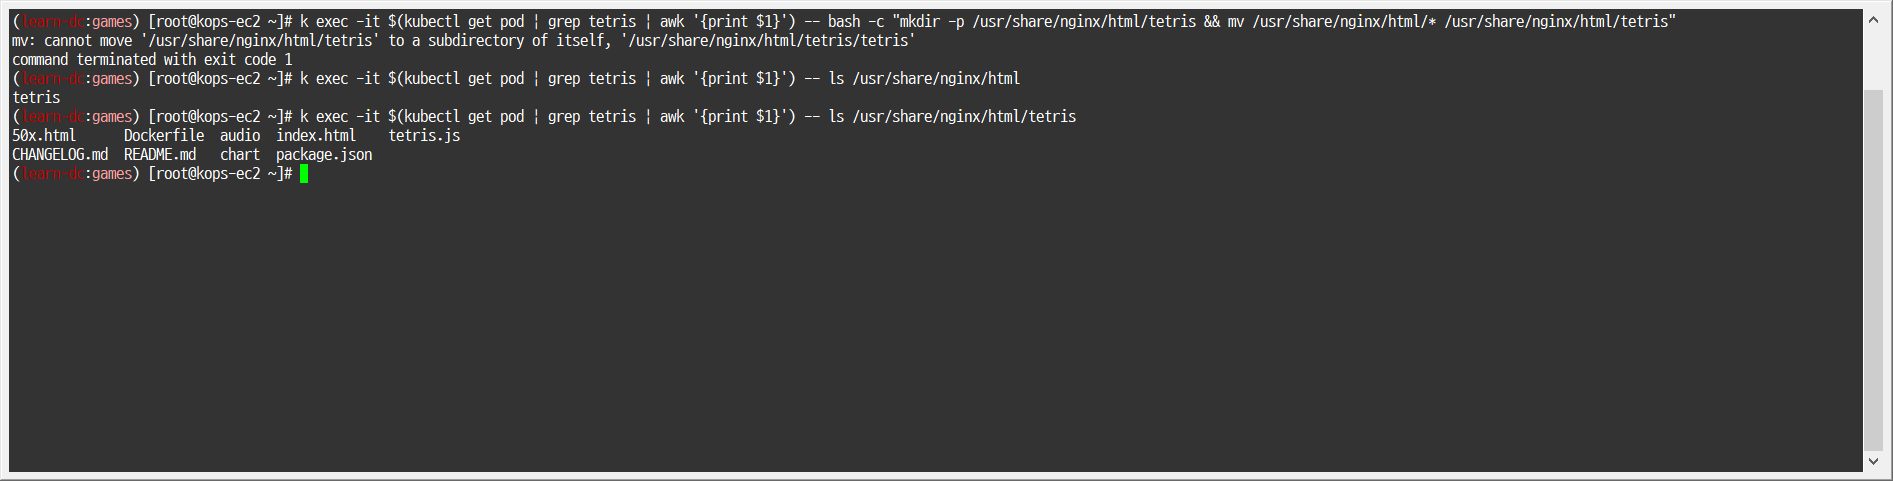 (learn-dc:games) [root@kops-ec2 ~]# k exec -it $(kubectl get pod | grep tetris | awk '{print $1}') -- bash -c "mkdir -p /usr/share/nginx/html/tetris && mv /usr/share/nginx/html/* /usr/share/nginx/html/tetris"
mv: cannot move '/usr/share/nginx/html/tetris' to a subdirectory of itself, '/usr/share/nginx/html/tetris/tetris'
command terminated with exit code 1
(learn-dc:games) [root@kops-ec2 ~]# k exec -it $(kubectl get pod | grep tetris | awk '{print $1}') -- ls /usr/share/nginx/html
tetris
(learn-dc:games) [root@kops-ec2 ~]# k exec -it $(kubectl get pod | grep tetris | awk '{print $1}') -- ls /usr/share/nginx/html/tetris
50x.html      Dockerfile  audio  index.html    tetris.js
CHANGELOG.md  README.md   chart  package.json
(learn-dc:games) [root@kops-ec2 ~]#